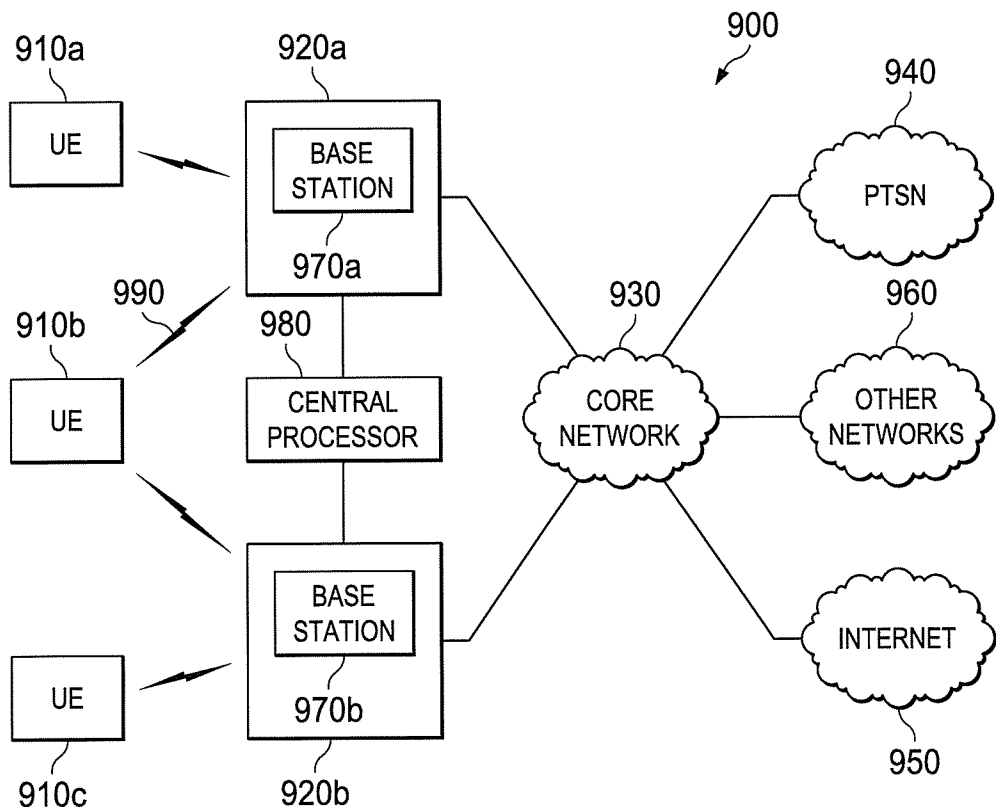 900
910a
UE
920a
BASE
STATION
970a
940
PTSN
990
910b
UE
980
CENTRAL
PROCESSOR
930
CORE
NETWORK
960
OTHER
NETWORKS
BASE
STATION
970b
920b
UE
910c
INTERNET
950